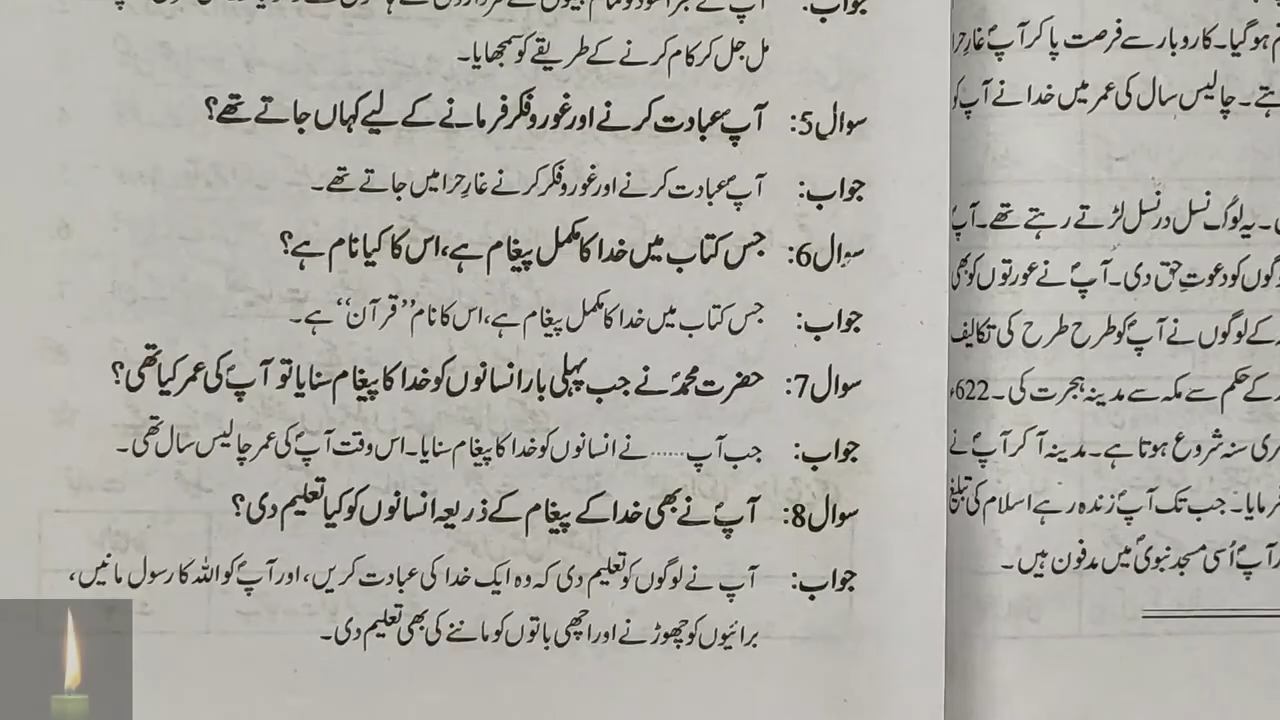 مل جل کر کام کرنے کے طریقے کو سمجھایا۔
سوال 5: آپؐ عبادت کرنے اور غور و فکر فرمانے کے لیے کہاں جاتے تھے؟
جواب: آپؐ عبادت کرنے اور غور و فکر کرنے غارِ حرا میں جاتے تھے۔
سوال 6: جس کتاب میں خدا کا مکمل پیغام ہے، اس کا کیا نام ہے؟
جواب: جس کتاب میں خدا کا مکمل پیغام ہے، اس کا نام ’’قرآن‘‘ ہے۔
سوال 7: حضرت محمدؐ نے جب پہلی بار انسانوں کو خدا کا پیغام سنایا تو آپؐ کی عمر کیا تھی؟
جواب: جب آپ ...... نے انسانوں کو خدا کا پیغام سنایا۔ اس وقت آپؐ کی عمر چالیس سال تھی۔
سوال 8: آپؐ نے بھی خدا کے پیغام کے ذریعہ انسانوں کو کیا تعلیم دی؟
جواب: آپ نے لوگوں کو تعلیم دی کہ وہ ایک خدا کی عبادت کریں، اور آپؐ کو اللہ کا رسول مانیں،
برائیوں کو چھوڑنے اور اچھی باتوں کو ماننے کی بھی تعلیم دی۔
ہو گیا۔ کاروبار سے فرصت پا کر آپؐ غارِ حرا
چالیس سال کی عمر میں خدا نے آپؐ کو
۔ یہ لوگ نسل در نسل لڑتے رہتے تھے۔ آپؐ
کو دعوتِ حق دی۔ آپؐ نے عورتوں کو بھی
کے لوگوں نے آپؐ کو طرح طرح کی تکالیف
کے حکم سے مکہ سے مدینہ ہجرت کی۔ 622ء
سنہ شروع ہوتا ہے۔ مدینہ آ کر آپؐ نے
جب تک آپؐ زندہ رہے اسلام کی تبلیغ
آپؐ اُسی مسجد نبویؐ میں مدفون ہیں۔